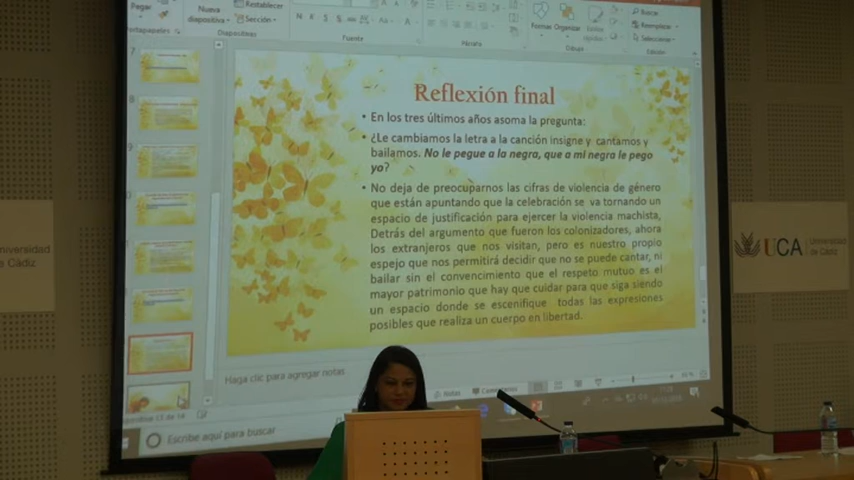 Pegar
Nueva
diapositiva
Restablecer
Sección
Portapapeles
Diapositivas
Fuente
Párrafo
Formas Organizar
Dibujo
Buscar
Reemplazar
Seleccionar
Edición
7
8
9
Reflexión final
• En los tres últimos años asoma la pregunta:
• ¿Le cambiamos la letra a la canción insigne y cantamos y
bailamos. No le pegue a la negra, que a mi negra le pego
yo?
• No deja de preocuparnos las cifras de violencia de género
que están apuntando que la celebración se va tornando un
espacio de justificación para ejercer la violencia machista,
Detrás del argumento que fueron los colonizadores, ahora
los extranjeros que nos visitan, pero es nuestro propio
espejo que nos permitirá decidir que no se puede cantar, ni
bailar sin el convencimiento que el respeto mutuo es el
mayor patrimonio que hay que cuidar para que siga siendo
un espacio donde se escenifique todas las expresiones
posibles que realiza un cuerpo en libertad.
Haga clic para agregar notas
Notas
Comentarios
Escribe aquí para buscar
niversidad
de Cádiz
UCA
Universidad
de Cádiz